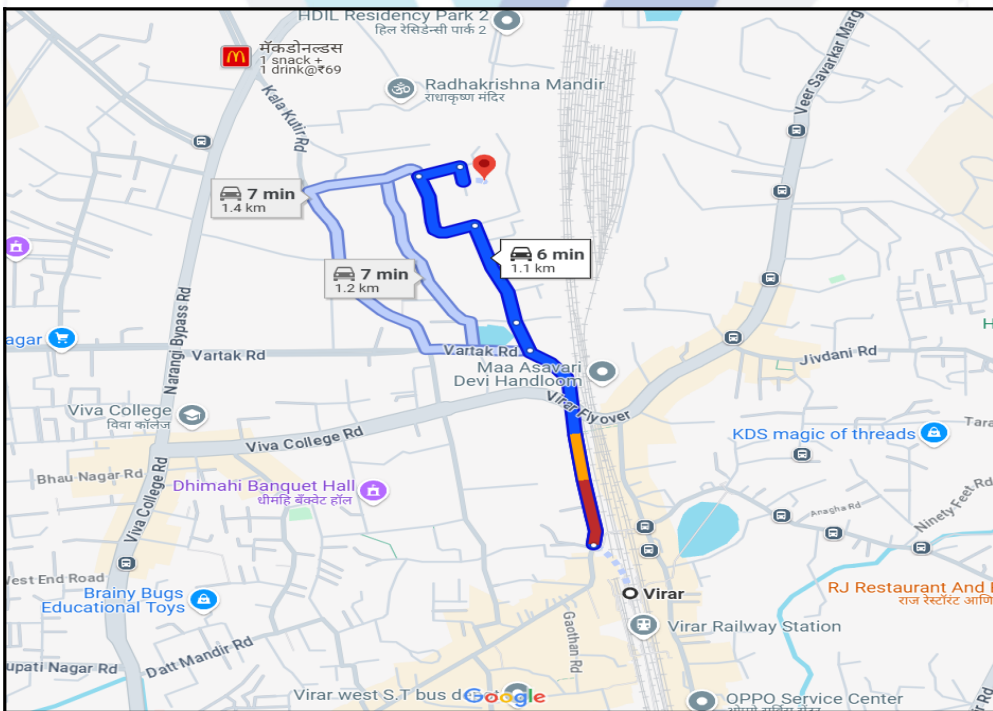 HDIL Residency Park 2
हिल रेसिडेन्सी पार्क 2
मॅकडोनल्डस
1 snack +
1 drink@₹69
Radhakrishna Mandir
राधाकृष्ण मंदिर
Kala Kutir Rd
Veer Savarkar Marg
7 min
1.4 km
6 min
1.1 km
7 min
1.2 km
Narangi Bypass Rd
agar
Vartak Rd
Vartak Rd
Jivdani Rd
Maa Asavari
Devi Handloom
Virar Flyover
Viva College
विवा कॉलेज
Viva College Rd
KDS magic of threads
Tara
Bhau Nagar Rd
Dhimahi Banquet Hall
धीमहि बँक्वेट हॉल
Viva College Rd
Anagha Rd
Ninety Feet Rd
West End Road
Brainy Bugs
Educational Toys
Virar
RJ Restaurant And
राज रेस्टॉरंट आणि
Gaothan Rd
Virar Railway Station
Datt Mandir Rd
upati Nagar Rd
Virar west S.T bus
Google
OPPO Service Center